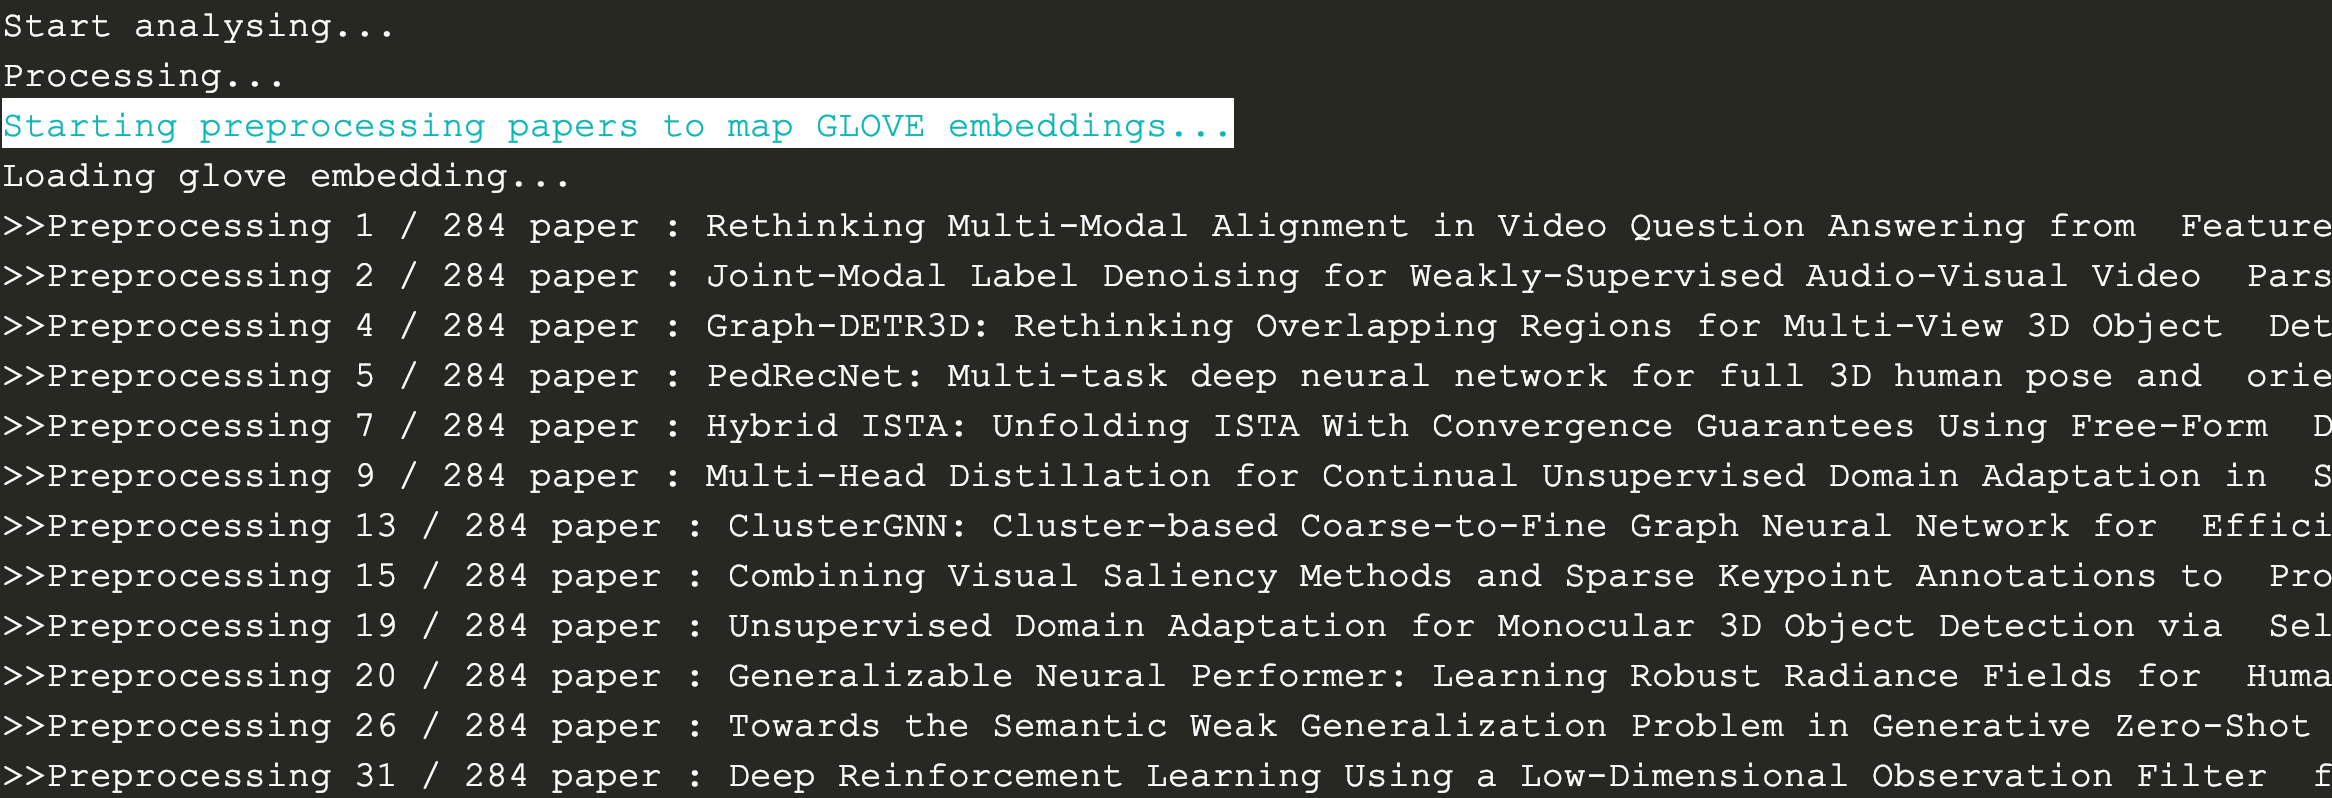 Start analysing...
Processing...
Starting preprocessing papers to map GLOVE embeddings...
Loading glove embedding...
>>Preprocessing 1 / 284 paper : Rethinking Multi-Modal Alignment in Video Question Answering from  Feature
>>Preprocessing 2 / 284 paper : Joint-Modal Label Denoising for Weakly-Supervised Audio-Visual Video  Pars
>>Preprocessing 4 / 284 paper : Graph-DETR3D: Rethinking Overlapping Regions for Multi-View 3D Object  Det
>>Preprocessing 5 / 284 paper : PedRecNet: Multi-task deep neural network for full 3D human pose and  orie
>>Preprocessing 7 / 284 paper : Hybrid ISTA: Unfolding ISTA With Convergence Guarantees Using Free-Form  D
>>Preprocessing 9 / 284 paper : Multi-Head Distillation for Continual Unsupervised Domain Adaptation in  S
>>Preprocessing 13 / 284 paper : ClusterGNN: Cluster-based Coarse-to-Fine Graph Neural Network for  Effici
>>Preprocessing 15 / 284 paper : Combining Visual Saliency Methods and Sparse Keypoint Annotations to  Pro
>>Preprocessing 19 / 284 paper : Unsupervised Domain Adaptation for Monocular 3D Object Detection via  Sel
>>Preprocessing 20 / 284 paper : Generalizable Neural Performer: Learning Robust Radiance Fields for  Huma
>>Preprocessing 26 / 284 paper : Towards the Semantic Weak Generalization Problem in Generative Zero-Shot
>>Preprocessing 31 / 284 paper : Deep Reinforcement Learning Using a Low-Dimensional Observation Filter  f